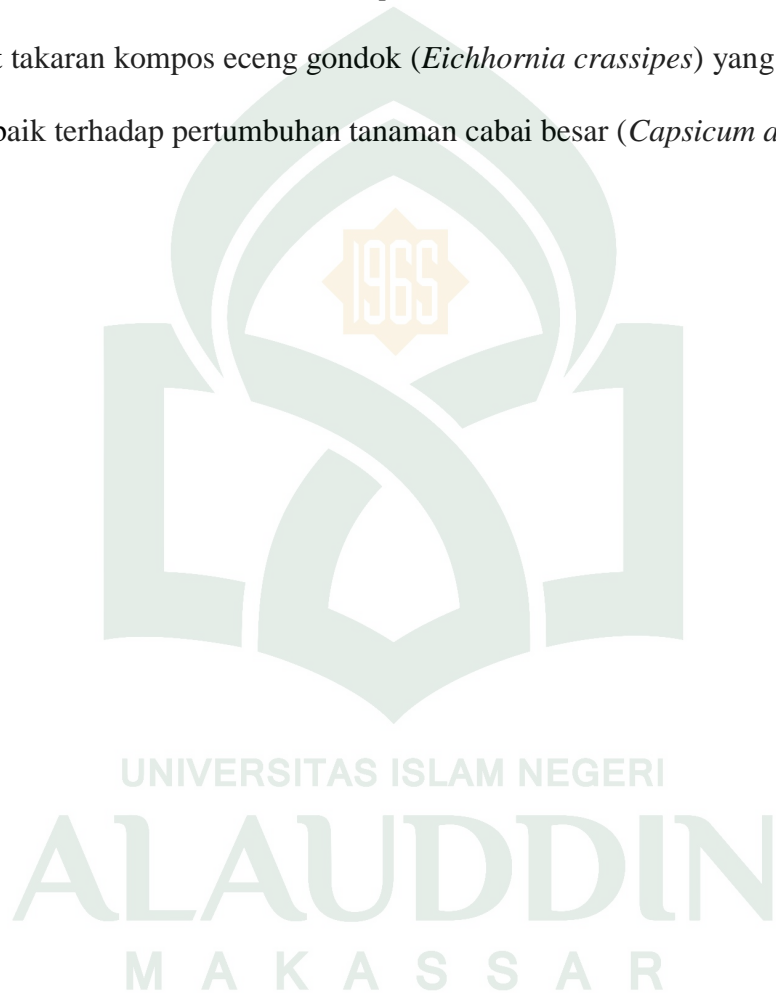 t takaran kompos eceng gondok (Eichhornia crassipes) yang
baik terhadap pertumbuhan tanaman cabai besar (Capsicum a
1965
UNIVERSITAS ISLAM NEGERI
ALAUDDIN
MAKASSAR